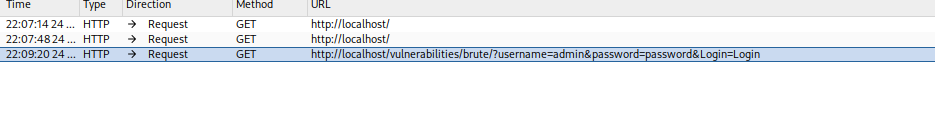 Time Type Direction Method URL
22:07:14 24 ... HTTP → Request GET http://localhost/
22:07:48 24 ... HTTP → Request GET http://localhost/
22:09:20 24 ... HTTP → Request GET http://localhost/vulnerabilities/brute/?username=admin&password=password&Login=Login